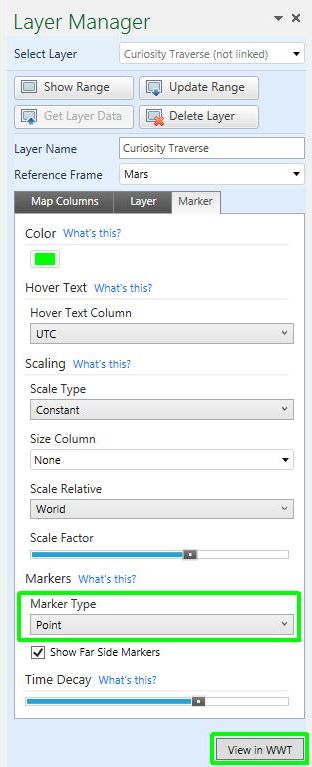 Layer Manager
Select Layer Curiosity Traverse (not linked)
Show Range Update Range
Get Layer Data Delete Layer
Layer Name Curiosity Traverse
Reference Frame Mars
Map Columns Layer Marker
Color What's this?
Hover Text What's this?
Hover Text Column
UTC
Scaling What's this?
Scale Type
Constant
Size Column
None
Scale Relative
World
Scale Factor
Markers What's this?
Marker Type
Point
Show Far Side Markers
Time Decay What's this?
View in WWT